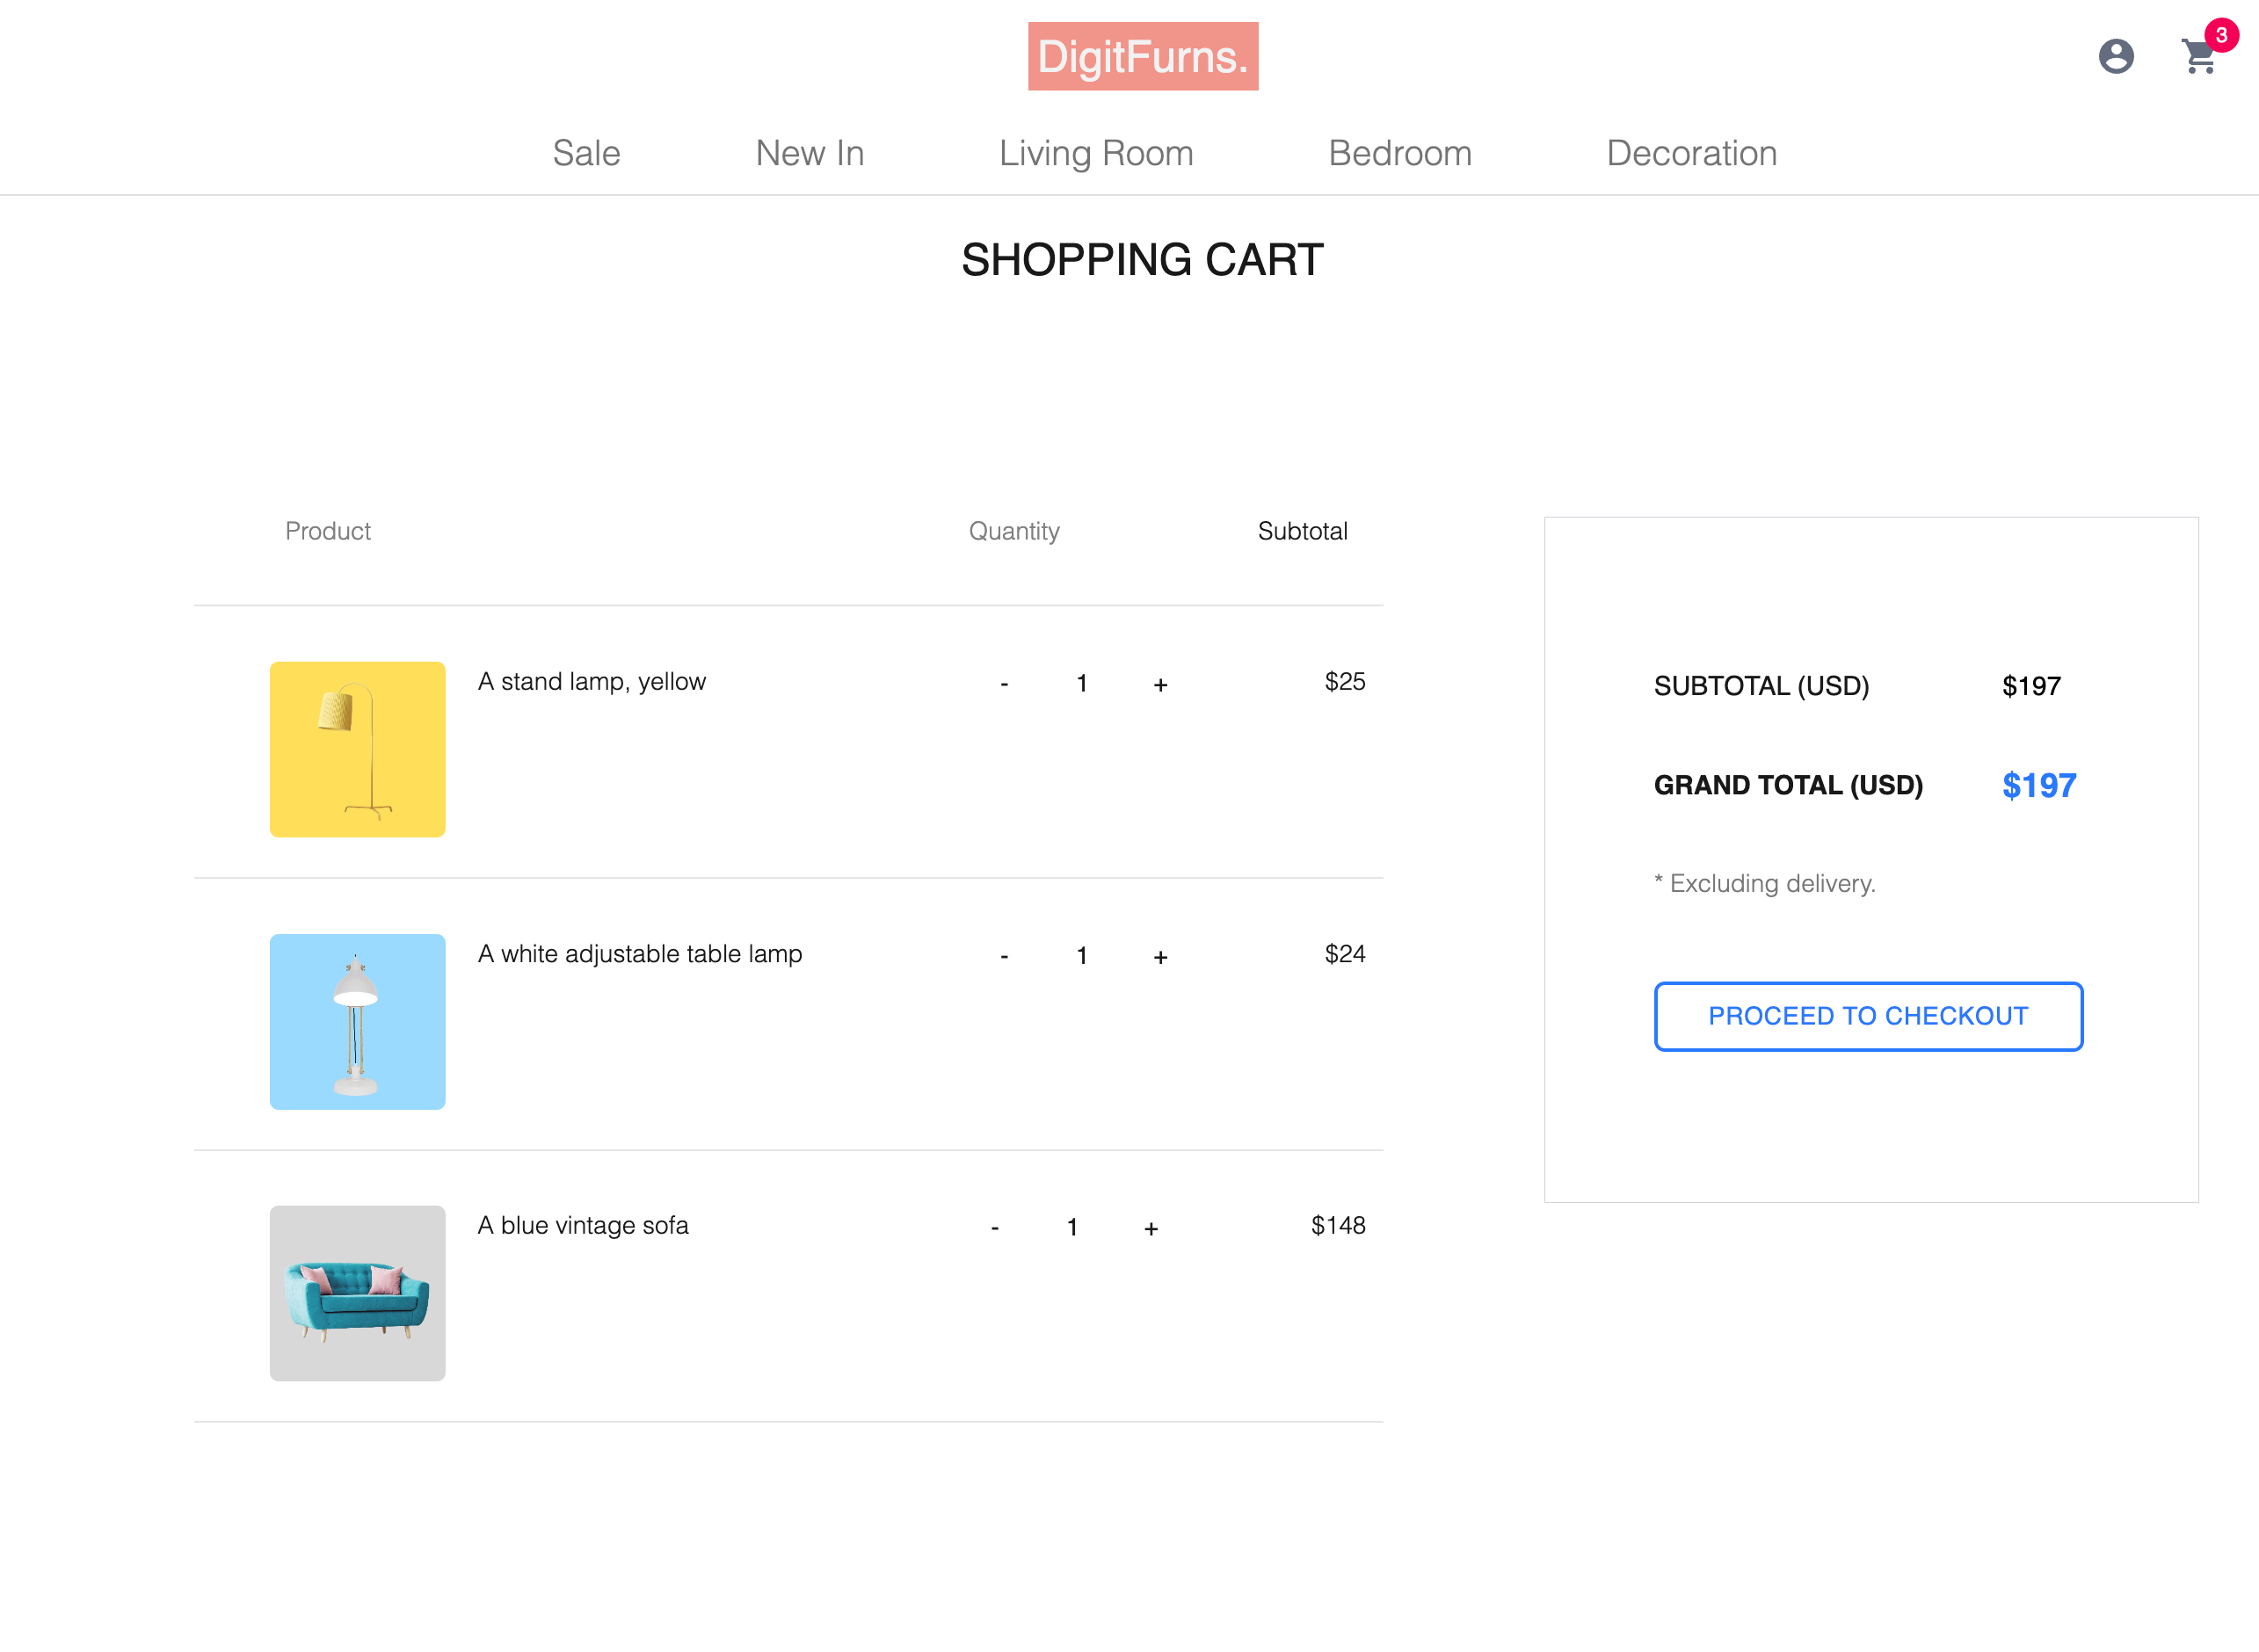 DigitFurns.
3
Sale New In Living Room Bedroom Decoration
SHOPPING CART
Product Quantity Subtotal
A stand lamp, yellow - 1 + $25
A white adjustable table lamp - 1 + $24
A blue vintage sofa - 1 + $148
SUBTOTAL (USD) $197
GRAND TOTAL (USD) $197
* Excluding delivery.
PROCEED TO CHECKOUT